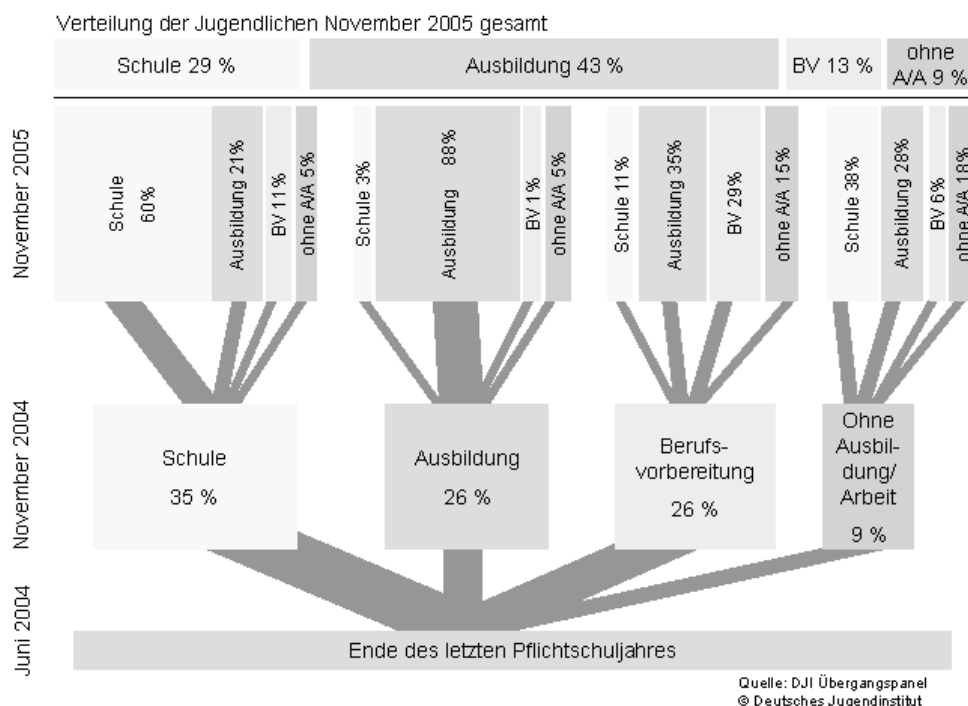 Verteilung der Jugendlichen November 2005 gesamt
Schule 29 %
Ausbildung 43 %
BV 13 %
ohne
A/A 9 %
November 2005
Schule
60%
Ausbildung 21%
BV 11%
ohne A/A 5%
Schule 3%
Ausbildung 88%
BV 1%
ohne A/A 5%
Schule 11%
Ausbildung 35%
BV 29%
ohne A/A 15%
Schule 38%
Ausbildung 28%
BV 6%
ohne A/A 18%
November 2004
Schule
35 %
Ausbildung
26 %
Berufs-
vorbereitung
26 %
Ohne
Ausbil-
dung/
Arbeit
9 %
Juni 2004
Ende des letzten Pflichtschuljahres
Quelle: DJI Übergangspanel
© Deutsches Jugendinstitut